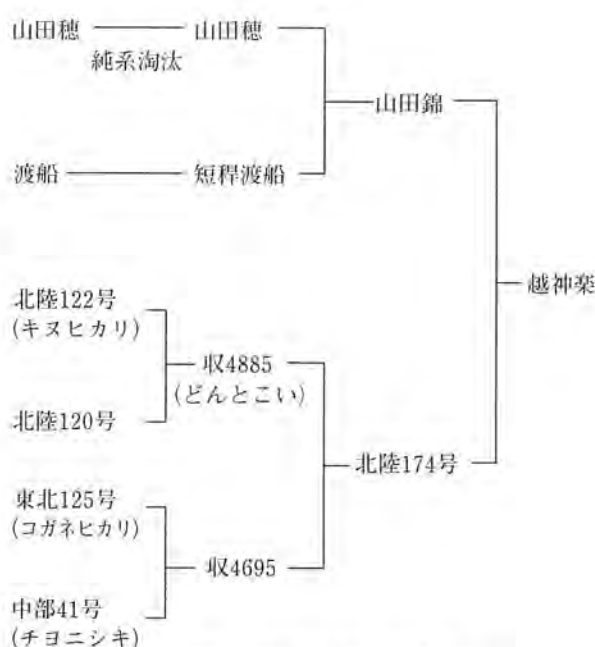 山田穂 山田穂
純系淘汰
山田錦
渡船 短稈渡船
越神楽
北陸122号
(キヌヒカリ)
収4885
(どんとこい)
北陸120号
北陸174号
東北125号
(コガネヒカリ)
収4695
中部41号
(チヨニシキ)